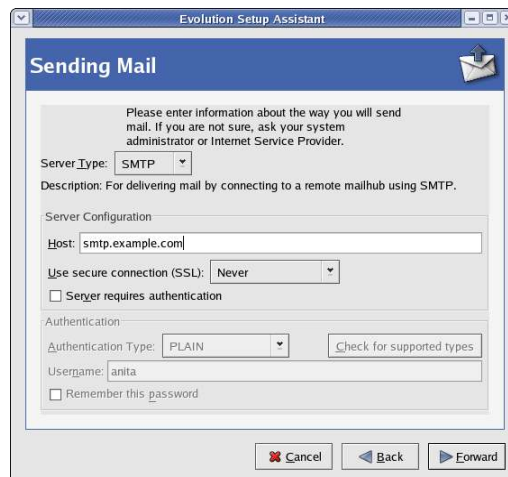 Evolution Setup Assistant
Sending Mail
Please enter information about the way you will send
mail. If you are not sure, ask your system
administrator or Internet Service Provider.
Server Type: SMTP
Description: For delivering mail by connecting to a remote mailhub using SMTP.
Server Configuration
Host: smtp.example.com
Use secure connection (SSL): Never
Server requires authentication
Authentication
Authentication Type: PLAIN Check for supported types
Username: anita
Remember this password
Cancel Back Forward